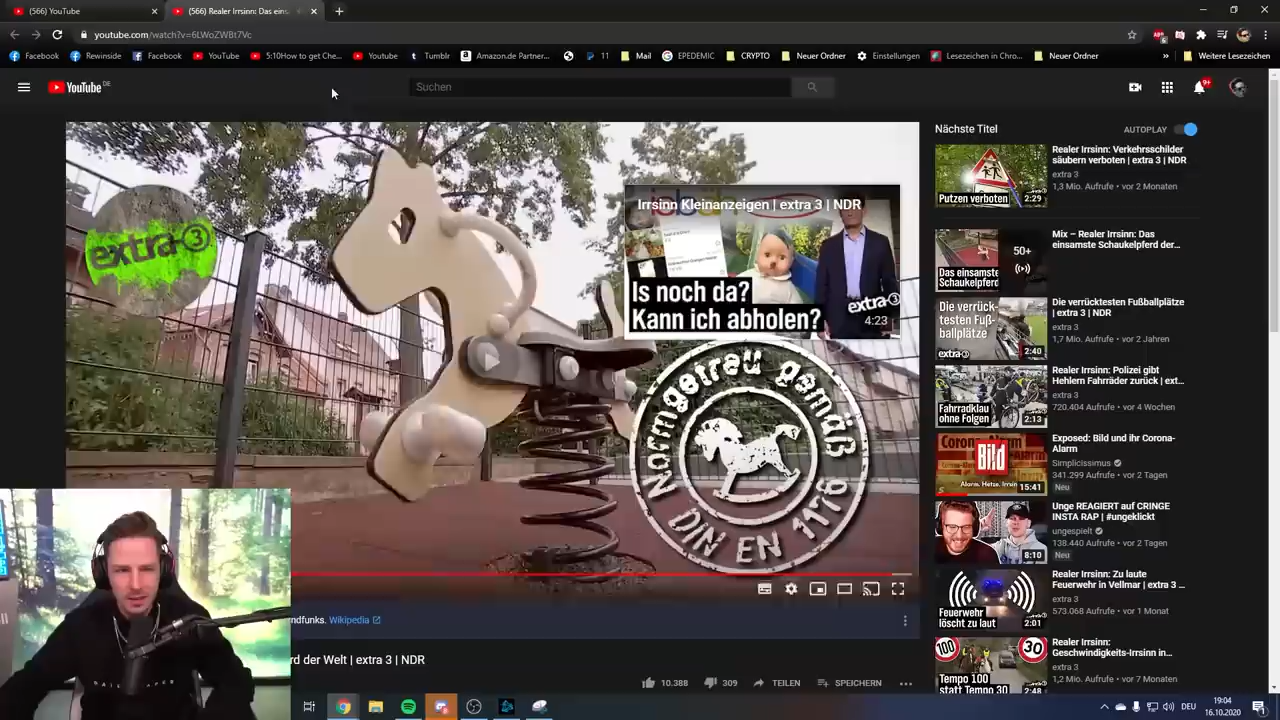 (566) YouTube
(566) Realer Irrsinn: Das eins
youtube.com/watch?v=6LWoZWBt7Vc
Facebook
Rewinside
Facebook
YouTube
5:10How to get Che...
Youtube
Tumblr
Amazon.de Partner...
11
Mail
EPEDEMIC
CRYPTO
Neuer Ordner
Einstellungen
Lesezeichen in Chro...
Neuer Ordner
»
Weitere Lesezeichen
YouTube DE
Suchen
9+
extra-3
Irrsinn Kleinanzeigen | extra 3 | NDR
Is noch da?
Kann ich abholen?
extra-3
4:23
Normgetreu gemäß
DIN EN 1176
ndfunks. Wikipedia
rd der Welt | extra 3 | NDR
10.388
309
TEILEN
SPEICHERN
Nächste Titel
AUTOPLAY
Putzen verboten
2:29
Realer Irrsinn: Verkehrsschilder
säubern verboten | extra 3 | NDR
extra 3
1,3 Mio. Aufrufe • vor 2 Monaten
Das einsamste
Schaukelpferd
50+
Mix – Realer Irrsinn: Das
einsamste Schaukelpferd der...
Die verrück-
testen Fuß-
ballplätze
extra-3
2:40
Die verrücktesten Fußballplätze
| extra 3 | NDR
extra 3
1,7 Mio. Aufrufe • vor 2 Jahren
Fahrradklau
ohne Folgen
2:13
Realer Irrsinn: Polizei gibt
Hehlern Fahrräder zurück | ext...
extra 3
720.404 Aufrufe • vor 4 Wochen
Bild
Alarm. Hetze. Irrsinn
15:41
Exposed: Bild und ihr Corona-
Alarm
Simplicissimus
341.299 Aufrufe • vor 2 Tagen
Neu
8:10
Unge REAGIERT auf CRINGE
INSTA RAP | #ungeklickt
ungespielt
138.440 Aufrufe • vor 2 Tagen
Neu
Feuerwehr
löscht zu laut
2:01
Realer Irrsinn: Zu laute
Feuerwehr in Vellmar | extra 3 ...
extra 3
573.068 Aufrufe • vor 1 Monat
100
30
Tempo 100
statt Tempo 30
2:48
Realer Irrsinn:
Geschwindigkeits-Irrsinn in...
extra 3
1,2 Mio. Aufrufe • vor 7 Monaten
DEU
19:04
16.10.2020